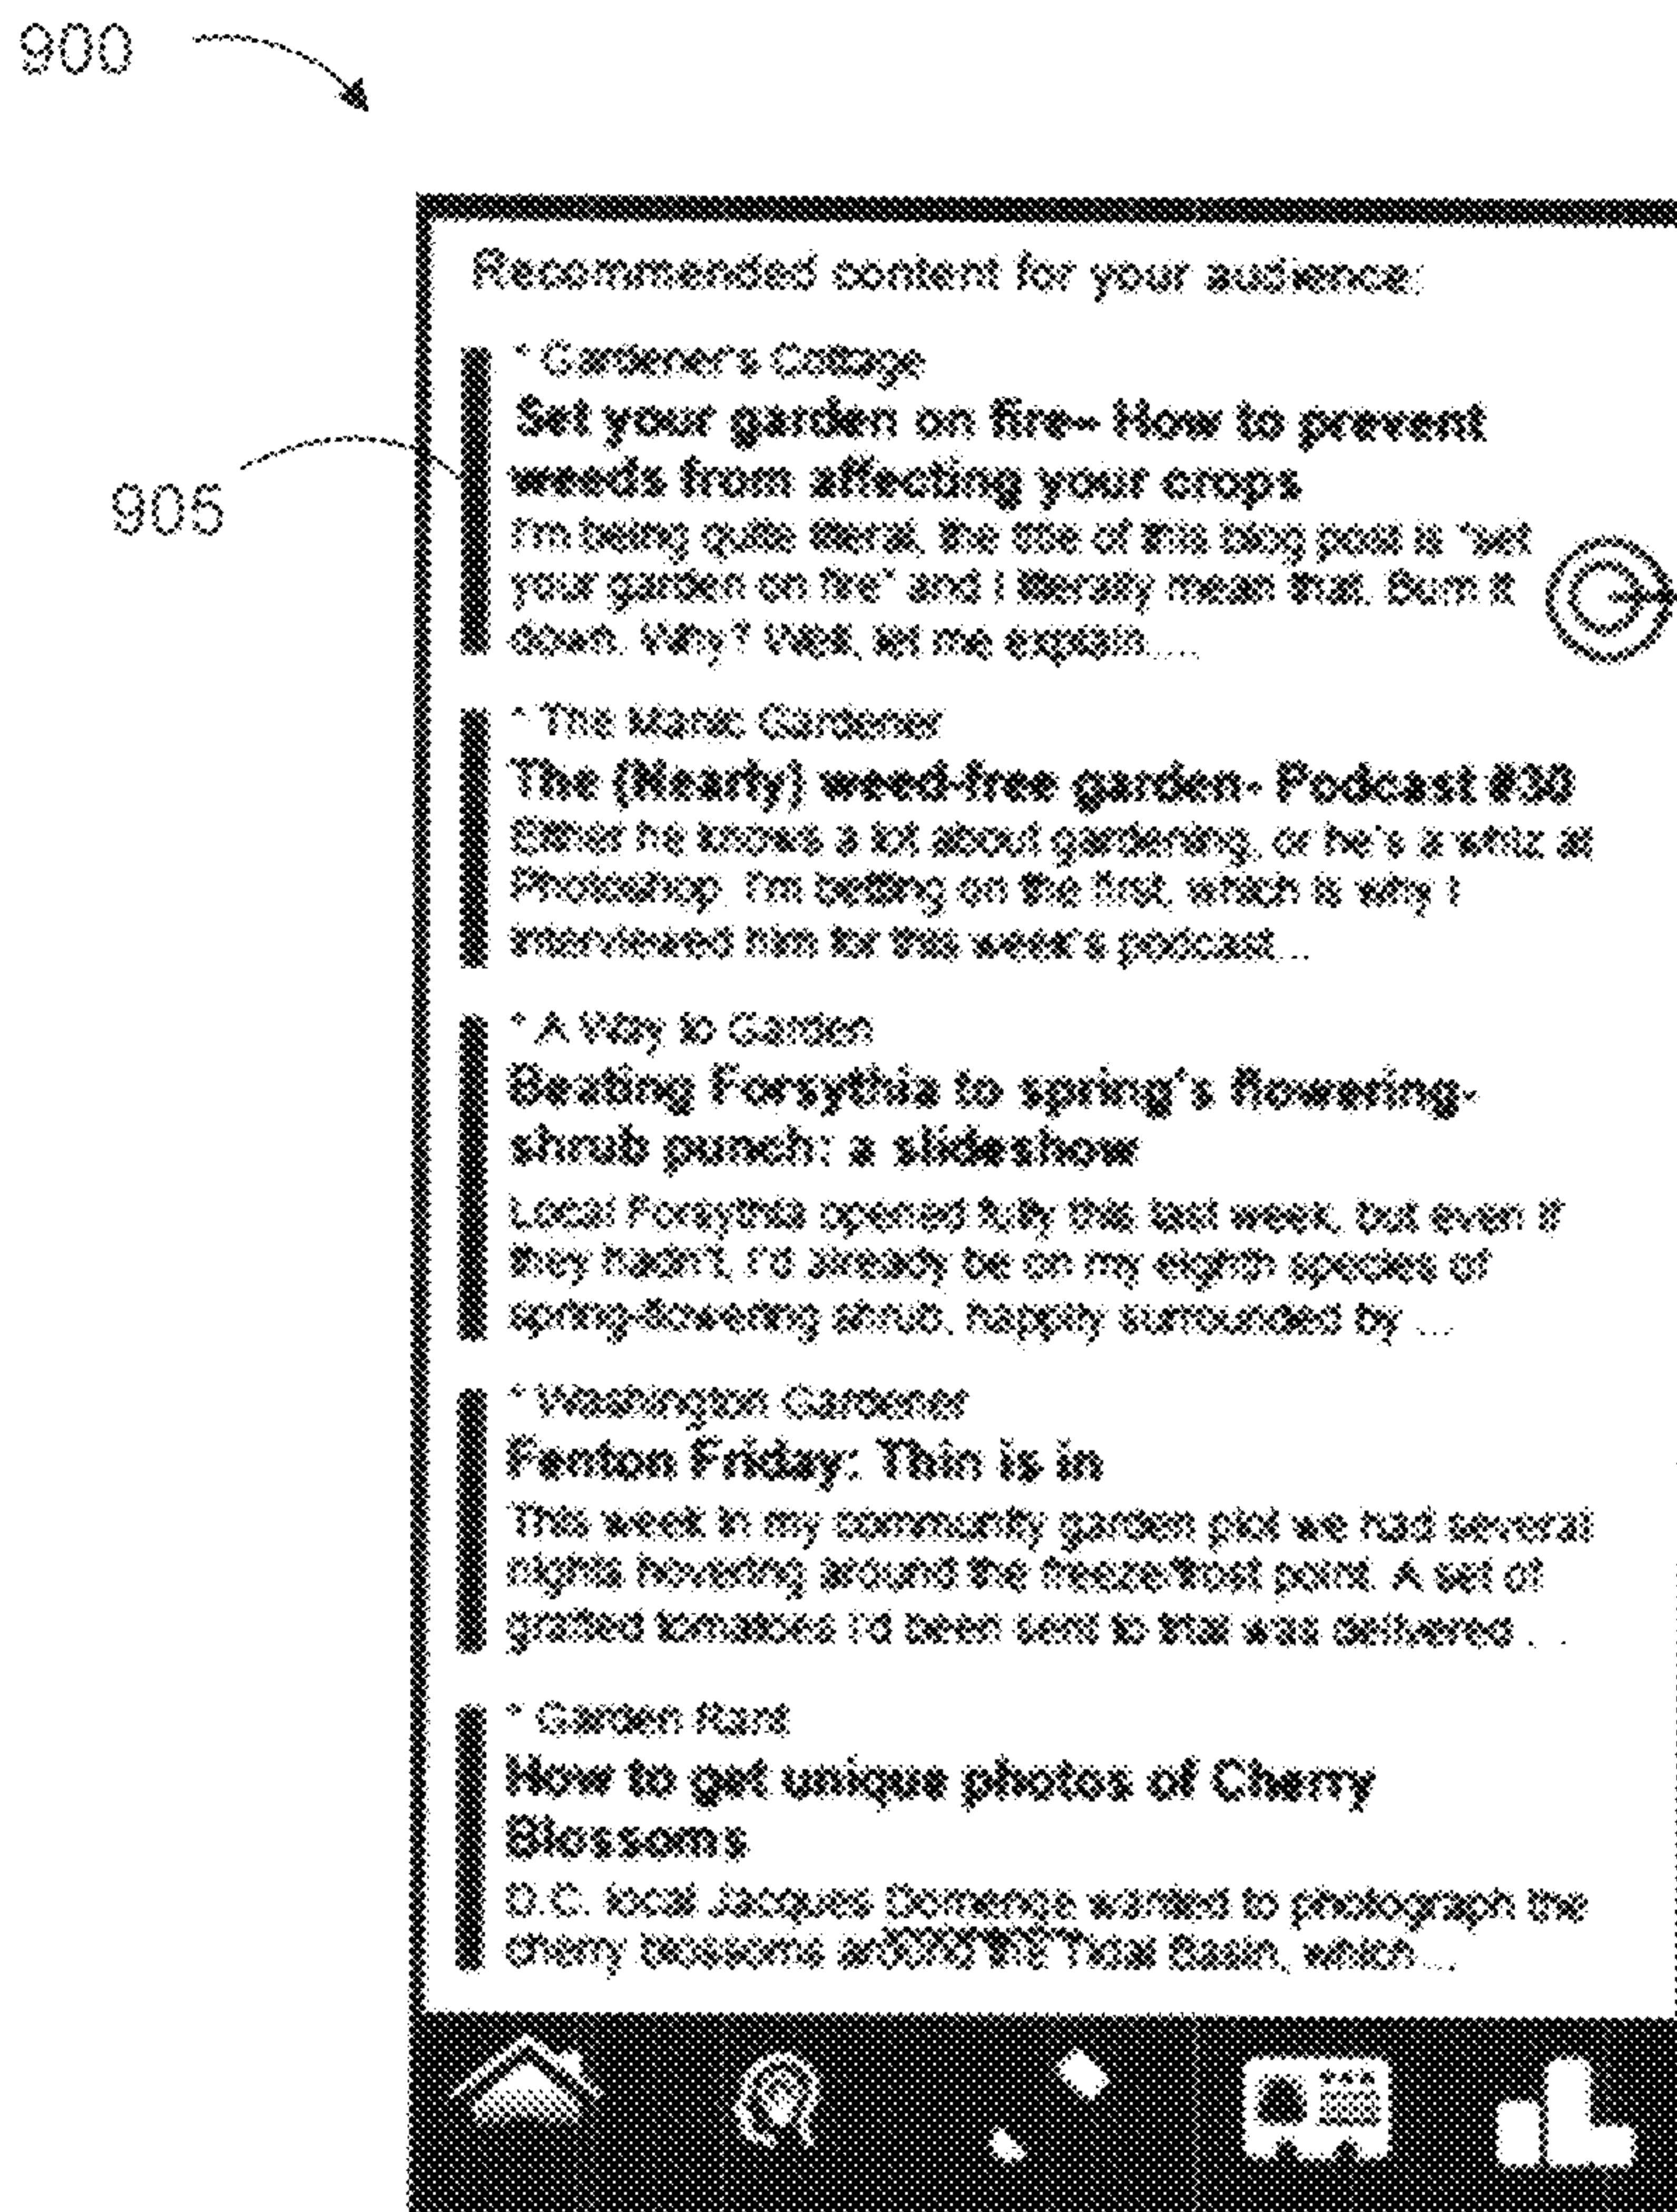 900
Recommended content for your audience:
* Gardener's Cottage
Set your garden on fire-- How to prevent
weeds from affecting your crops
905
I'm being quite literal, the title of this blog post is "set
your garden on fire" and I literally mean that. Burn it
down. Why? Well, let me explain....
* The Manic Gardener
The (Nearly) weed-free garden- Podcast #30
Either he knows a lot about gardening, or he's a whiz at
Photoshop. I'm betting on the first, which is why I
interviewed him for this week's podcast...
* A Way to Garden
Beating Forsythia to spring's flowering-
shrub punch: a slideshow
Local Forsythia opened fully this last week, but even if
they hadn't, I'd already be on my eighth species of
spring-flowering shrub, happily surrounded by ...
* Washington Gardener
Fenton Friday: Thin is in
This week in my community garden plot we had several
nights hovering around the freeze/frost point. A set of
grafted tomatoes I'd been sent to trial was delivered ...
* Garden Rant
How to get unique photos of Cherry
Blossoms
D.C. local Jacques Domenge wanted to photograph the
cherry blossoms around the Tidal Basin, which...